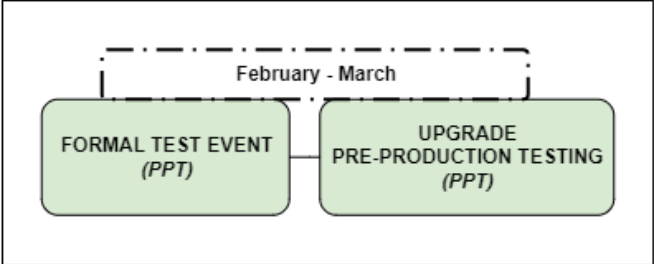 February - March
FORMAL TEST EVENT
(PPT)
UPGRADE
PRE-PRODUCTION TESTING
(PPT)